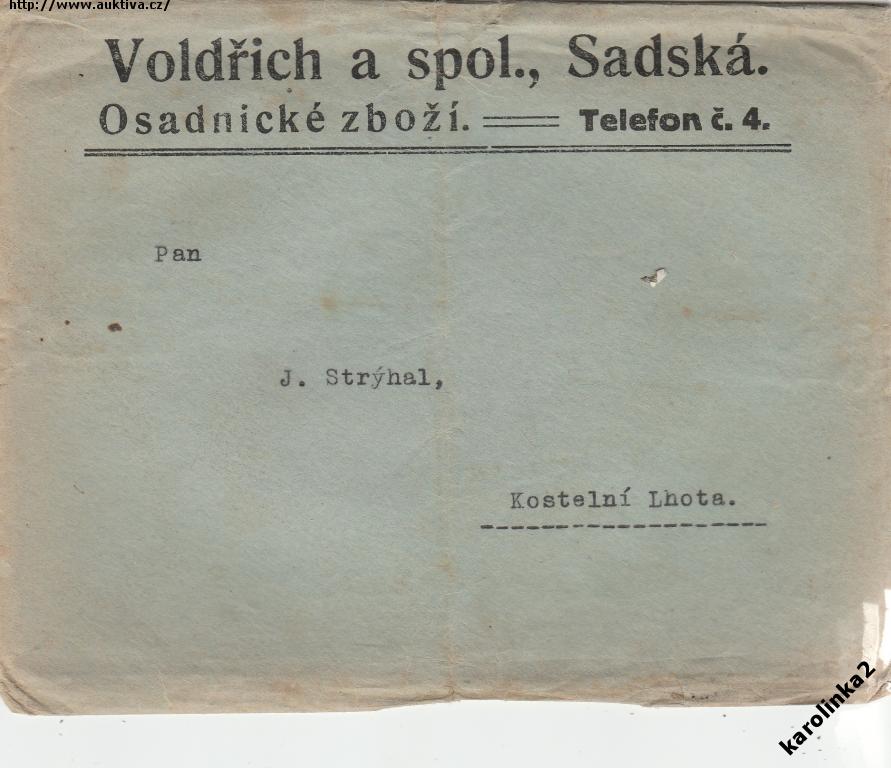 http://www.auktiva.cz/
Voldřich a spol., Sadská.
Osadnické zboží. Telefon č. 4.
Pan
J. Strýhal,
Kostelní Lhota.
karolinka2